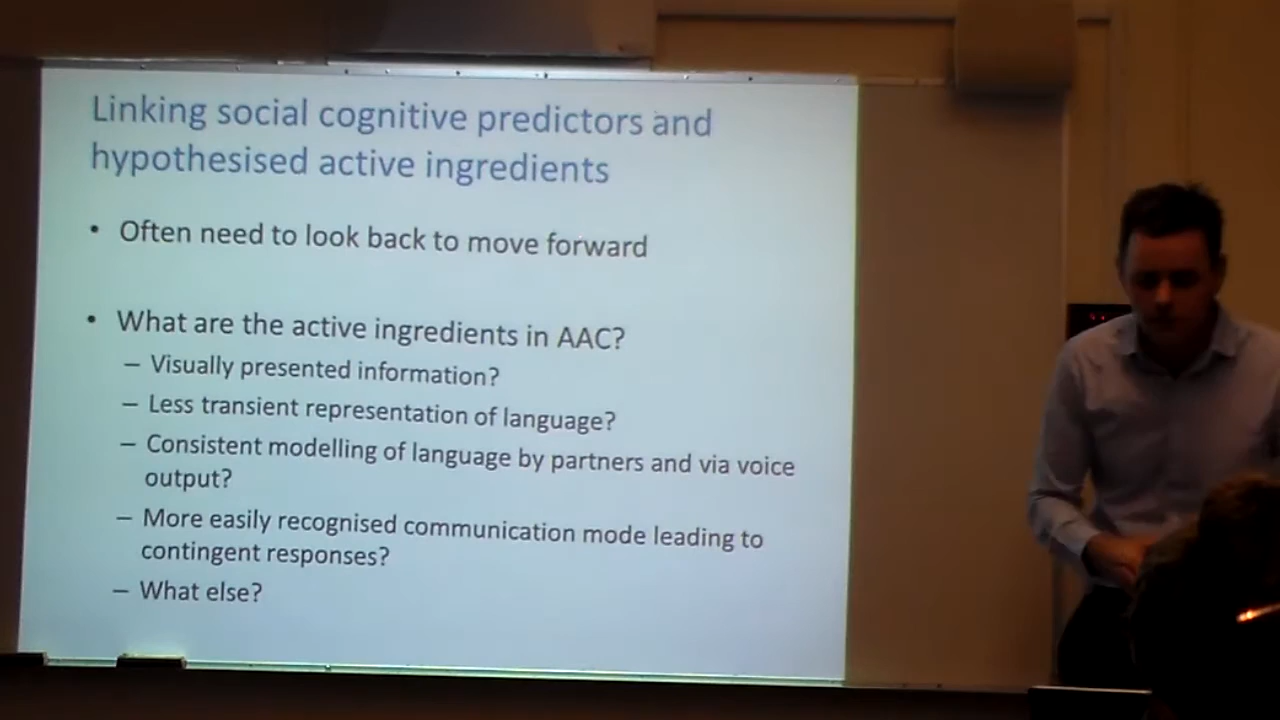 Linking social cognitive predictors and
hypothesised active ingredients
• Often need to look back to move forward
• What are the active ingredients in AAC?
– Visually presented information?
– Less transient representation of language?
– Consistent modelling of language by partners and via voice
output?
– More easily recognised communication mode leading to
contingent responses?
– What else?